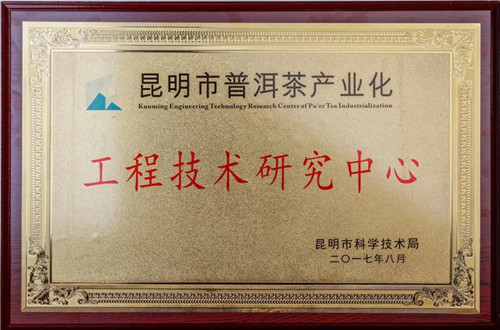 昆明市普洱茶产业化
Kunming Engineering Technology Research Center of Pu'er Tea Industrialization
工程技术研究中心
昆明市科学技术局
二〇一七年八月